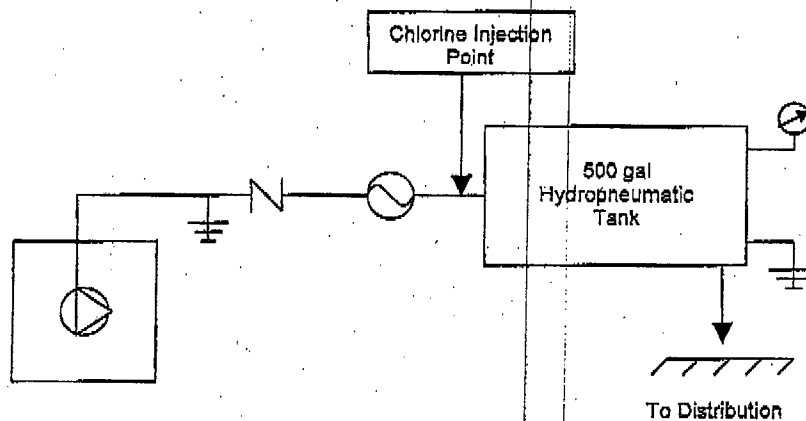 Chlorine Injection
Point
500 gal
Hydropneumatic
Tank
To Distribution